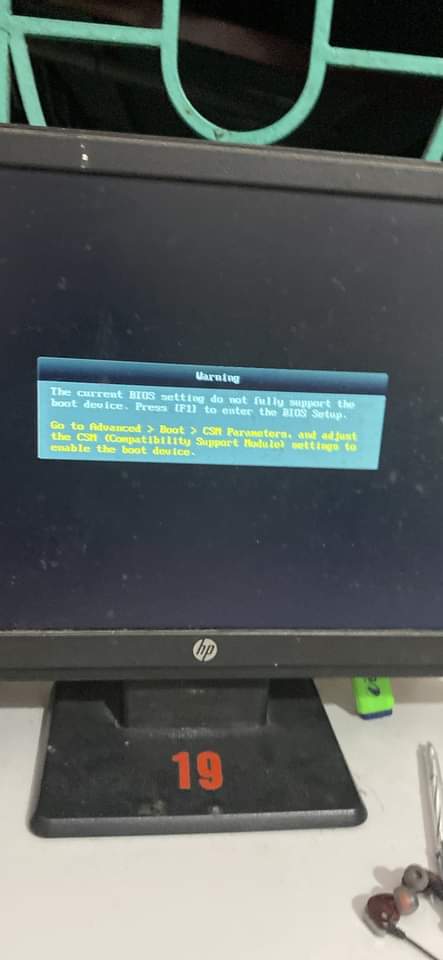 Warning
The current BIOS setting do not fully support the
boot device. Press [F1] to enter the BIOS Setup.
Go to Advanced > Boot > CSM Parameters, and adjust
the CSM (Compatibility Support Module) settings to
enable the boot device.
hp
19